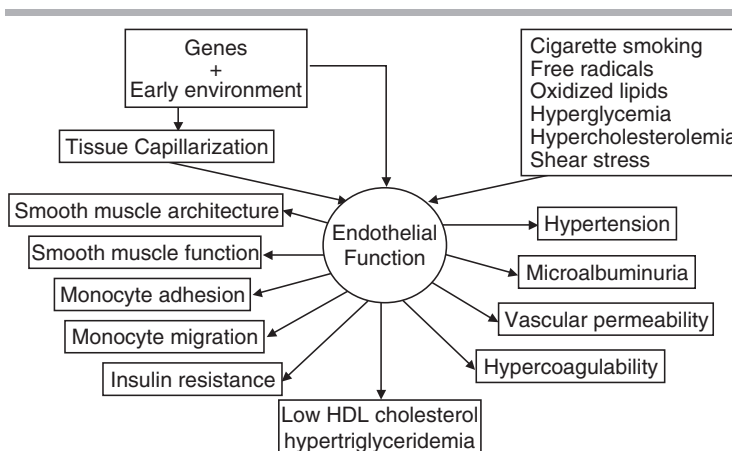 Genes
+
Early environment
Cigarette smoking
Free radicals
Oxidized lipids
Hyperglycemia
Hypercholesterolemia
Shear stress
Tissue Capillarization
Smooth muscle architecture
Endothelial
Function
Hypertension
Smooth muscle function
Microalbuminuria
Monocyte adhesion
Vascular permeability
Monocyte migration
Hypercoagulability
Insulin resistance
Low HDL cholesterol
hypertriglyceridemia